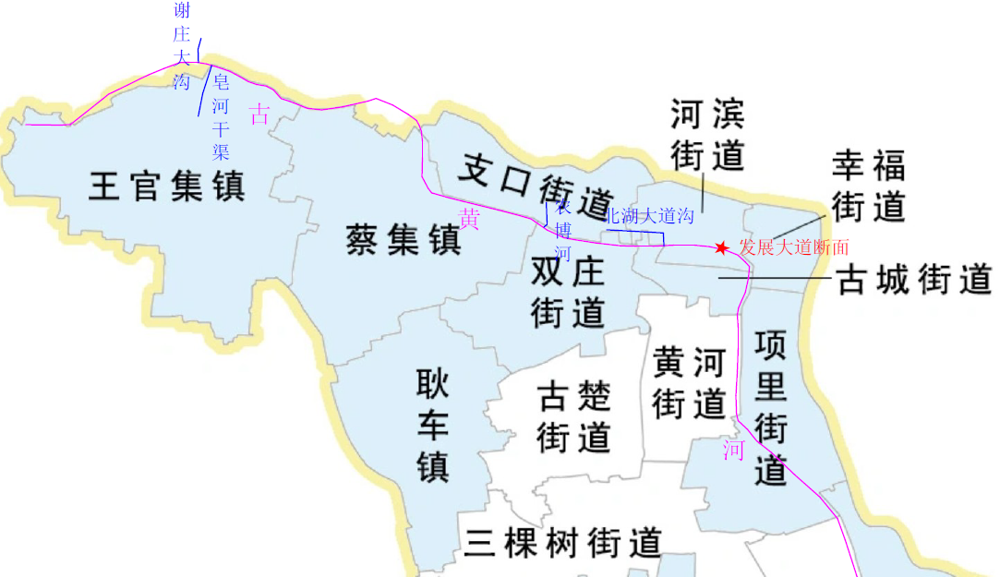 谢庄大沟
皂河干渠
古
河滨
街道
王官集镇
支口街道
幸福
街道
黄
农博河
北湖大道沟
蔡集镇
发展大道断面
双庄
街道
古城街道
项里街道
黄河
街道
耿车镇
古楚
街道
河
三棵树街道